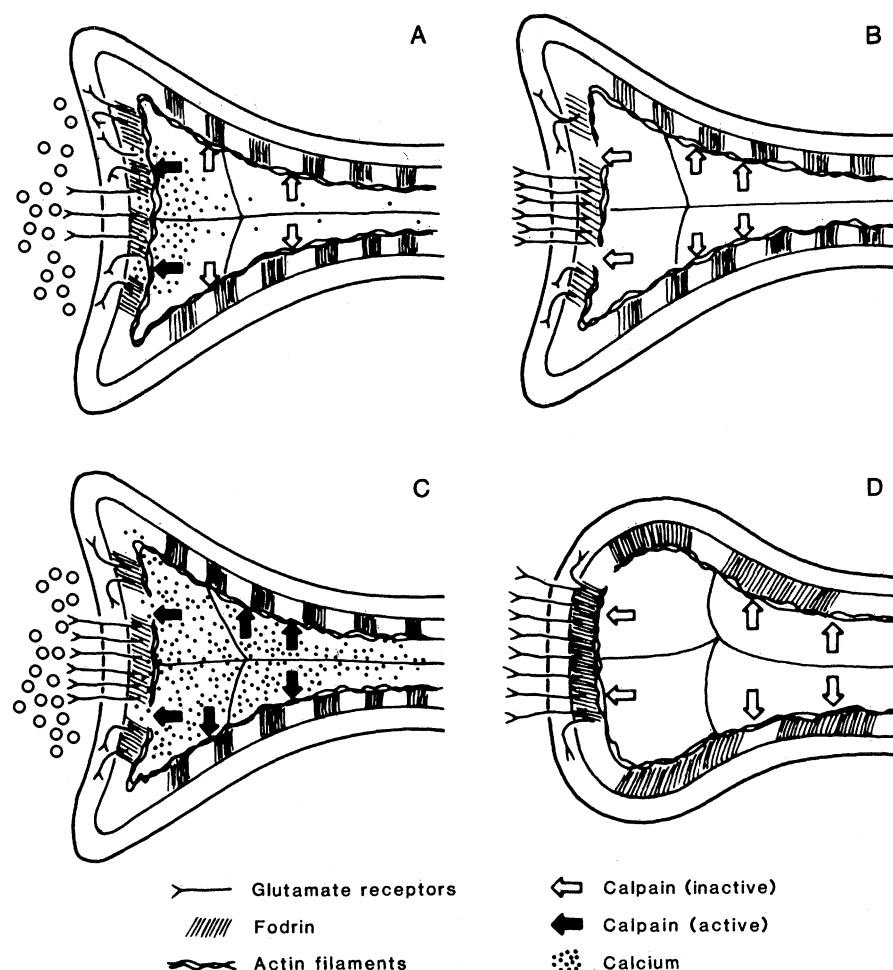 A
B
C
D
Glutamate receptors
Calpain (inactive)
Fodrin
Calpain (active)
Actin filaments
Calcium